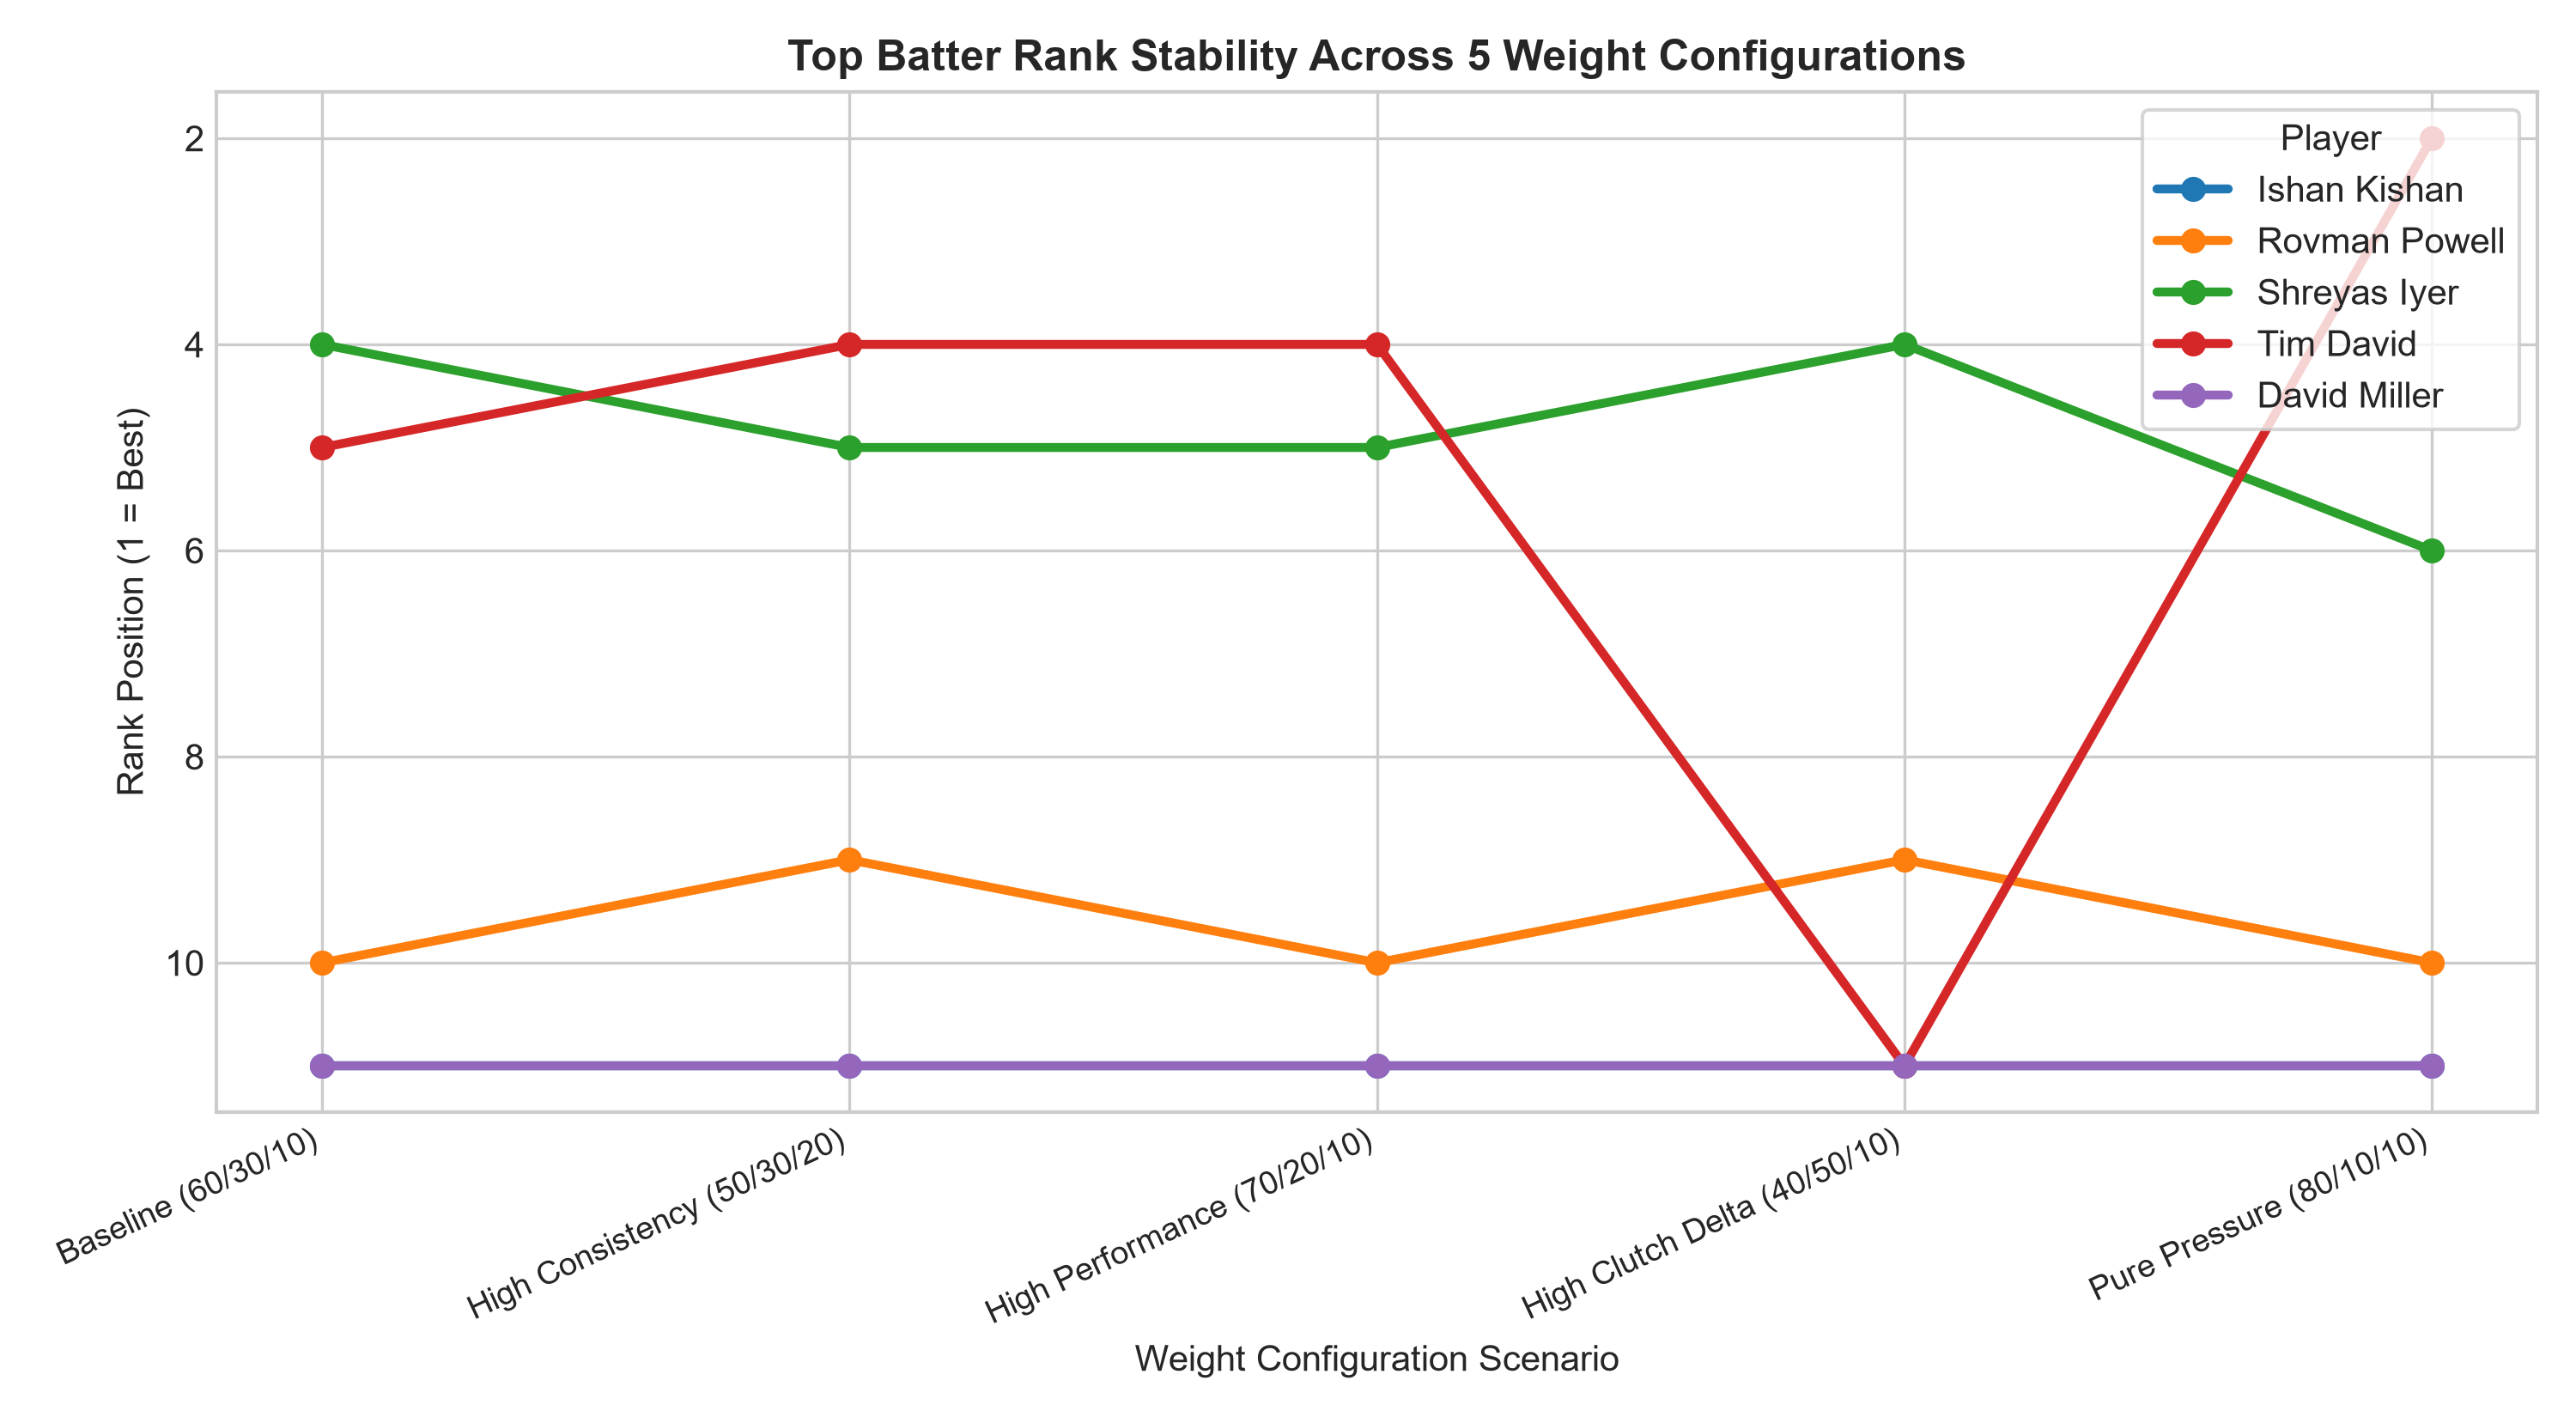 Top Batter Rank Stability Across 5 Weight Configurations
Rank Position (1 = Best)
2
4
6
8
10
Player
Ishan Kishan
Rovman Powell
Shreyas Iyer
Tim David
David Miller
Baseline (60/30/10)
High Consistency (50/30/20)
High Performance (70/20/10)
High Clutch Delta (40/50/10)
Pure Pressure (80/10/10)
Weight Configuration Scenario